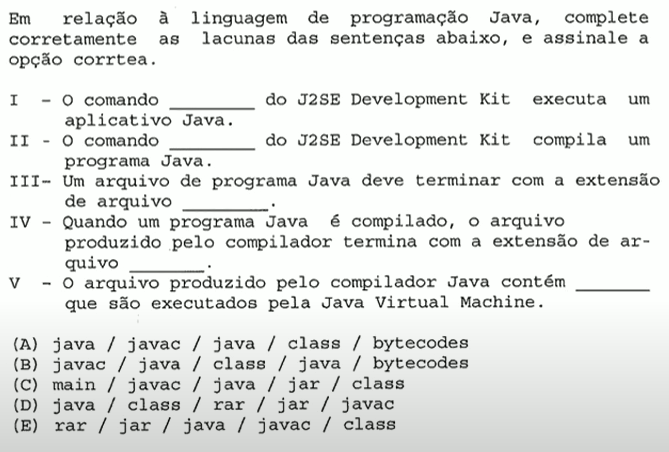 Em relação à linguagem de programação Java, complete
corretamente as lacunas das sentenças abaixo, e assinale a
opção corrtea.
I - O comando ________ do J2SE Development Kit executa um
aplicativo Java.
II - O comando ________ do J2SE Development Kit compila um
programa Java.
III- Um arquivo de programa Java deve terminar com a extensão
de arquivo ________.
IV - Quando um programa Java é compilado, o arquivo
produzido pelo compilador termina com a extensão de ar-
quivo _______.
V - O arquivo produzido pelo compilador Java contém _______
que são executados pela Java Virtual Machine.
(A) java / javac / java / class / bytecodes
(B) javac / java / class / java / bytecodes
(C) main / javac / java / jar / class
(D) java / class / rar / jar / javac
(E) rar / jar / java / javac / class